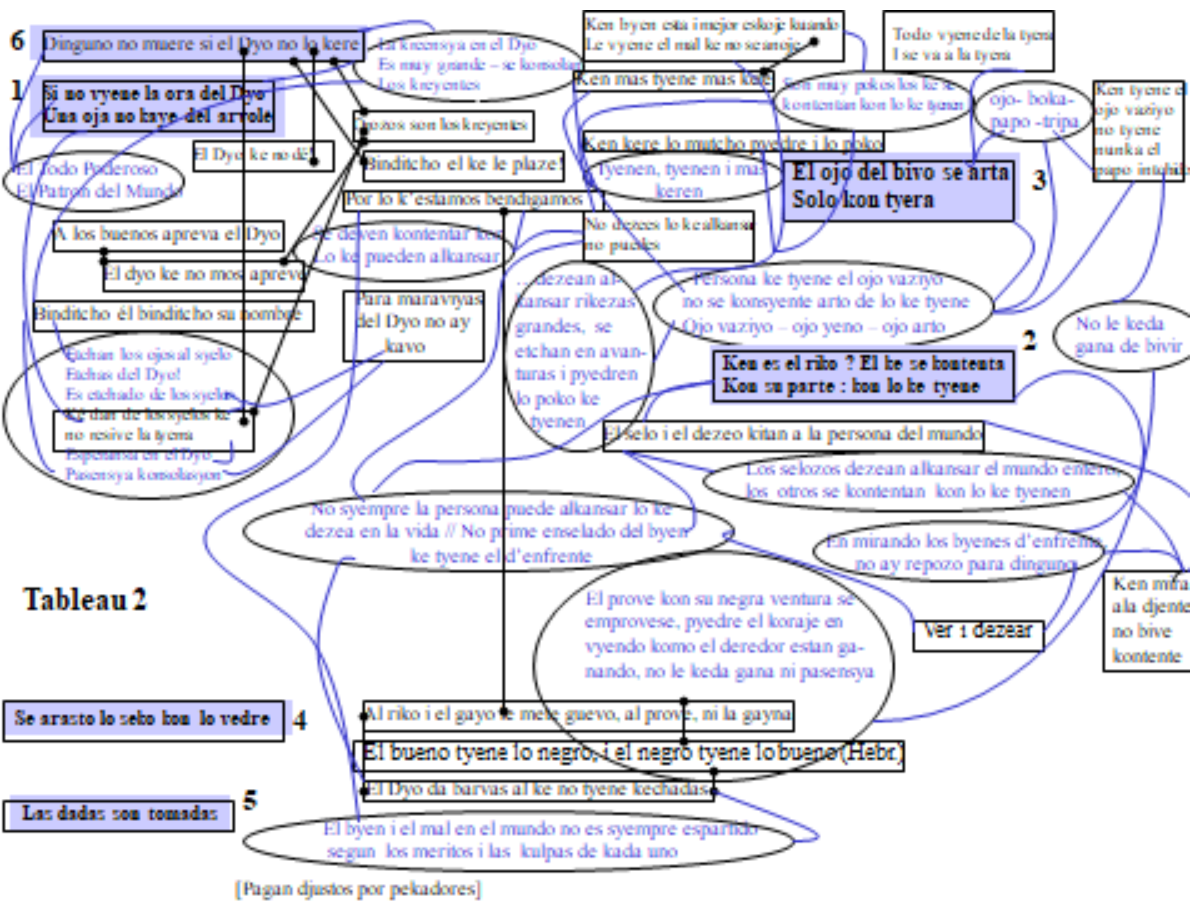 6
Dinguno no muere si el Dyo no lo kere
1
Si no vyene la ora del Dyo
Una oja no kaye del arvole
El Dyo ke no dé!
El Todo Poderoso
El Patron del Mundo
A los buenos apreva el Dyo
El dyo ke no mos apreve
Binditcho él binditcho su nombre
Etchan los ojos al syelo
Etchas del Dyo!
Es etchado de los syelos
Ke dan de los syelos ke
no resive la tyerra
Esperansa en el Dyo
Pasensya konsolasyon
La kreensya en el Dyo
Es muy grande – se konsolan
Los kreyentes
Gozos son los kreyentes
Binditcho el ke le plaze!
Por lo k'estamos bendigamos
Se deven kontentar kon
Lo ke pueden alkansar
Para maraviyas
del Dyo no ay
kavo
Ken byen esta i mejor eskoje kuando
Le vyene el mal ke no se anoje
Ken mas tyene mas kere
Son muy pokos los ke se
kontentan kon lo ke tyenen
Ken kere lo mutcho pyedre i lo poko
Tyenen, tyenen i mas
keren
No dezees lo ke alkansar
no puedes
... dezean al-
kansar rikezas
grandes, se
etchan en avan-
turas i pyedren
lo poko ke
tyenen
Todo vyene de la tyera
I se va a la tyera
ojo- boka-
papo -tripa
Ken tyene el
ojo vaziyo
no tyene
nunka el
papo
El ojo del bivo se arta
Solo kon tyera
3
Persona ke tyene el ojo vaziyo
no se konsyente arto de lo ke tyene
Ojo vaziyo – ojo yeno – ojo arto
No le keda
gana de bivir
2
Ken es el riko ? El ke se kontenta
Kon su parte : kon lo ke tyene
El selo i el dezeo kitan a la persona del mundo
Los selozos dezean alkansar el mundo entero,
los otros se kontentan kon lo ke tyenen
No syempre la persona puede alkansar lo ke
dezea en la vida // No prime enselado del byen
ke tyene el d'enfrente
En mirando los byenes d'enfrente
no ay repozo para dinguno
Ken mira
ala djente
no bive
kontente
Ver 1 dezear
Tableau 2
El prove kon su negra ventura se
emprovese, pyedre el koraje en
vyendo komo el deredor estan ga-
nando, no le keda gana ni pasensya
Se arasto lo seko kon lo vedre
4
Al riko i el gayo le mete guevo, al prove, ni la gayna
El bueno tyene lo negro, i el negro tyene lo bueno (Hebr.)
El Dyo da barvas al ke no tyene kechadas
Las dadas son tomadas
5
El byen i el mal en el mundo no es syempre espartido
segun los meritos i las kulpas de kada uno
[Pagan djustos por pekadores]